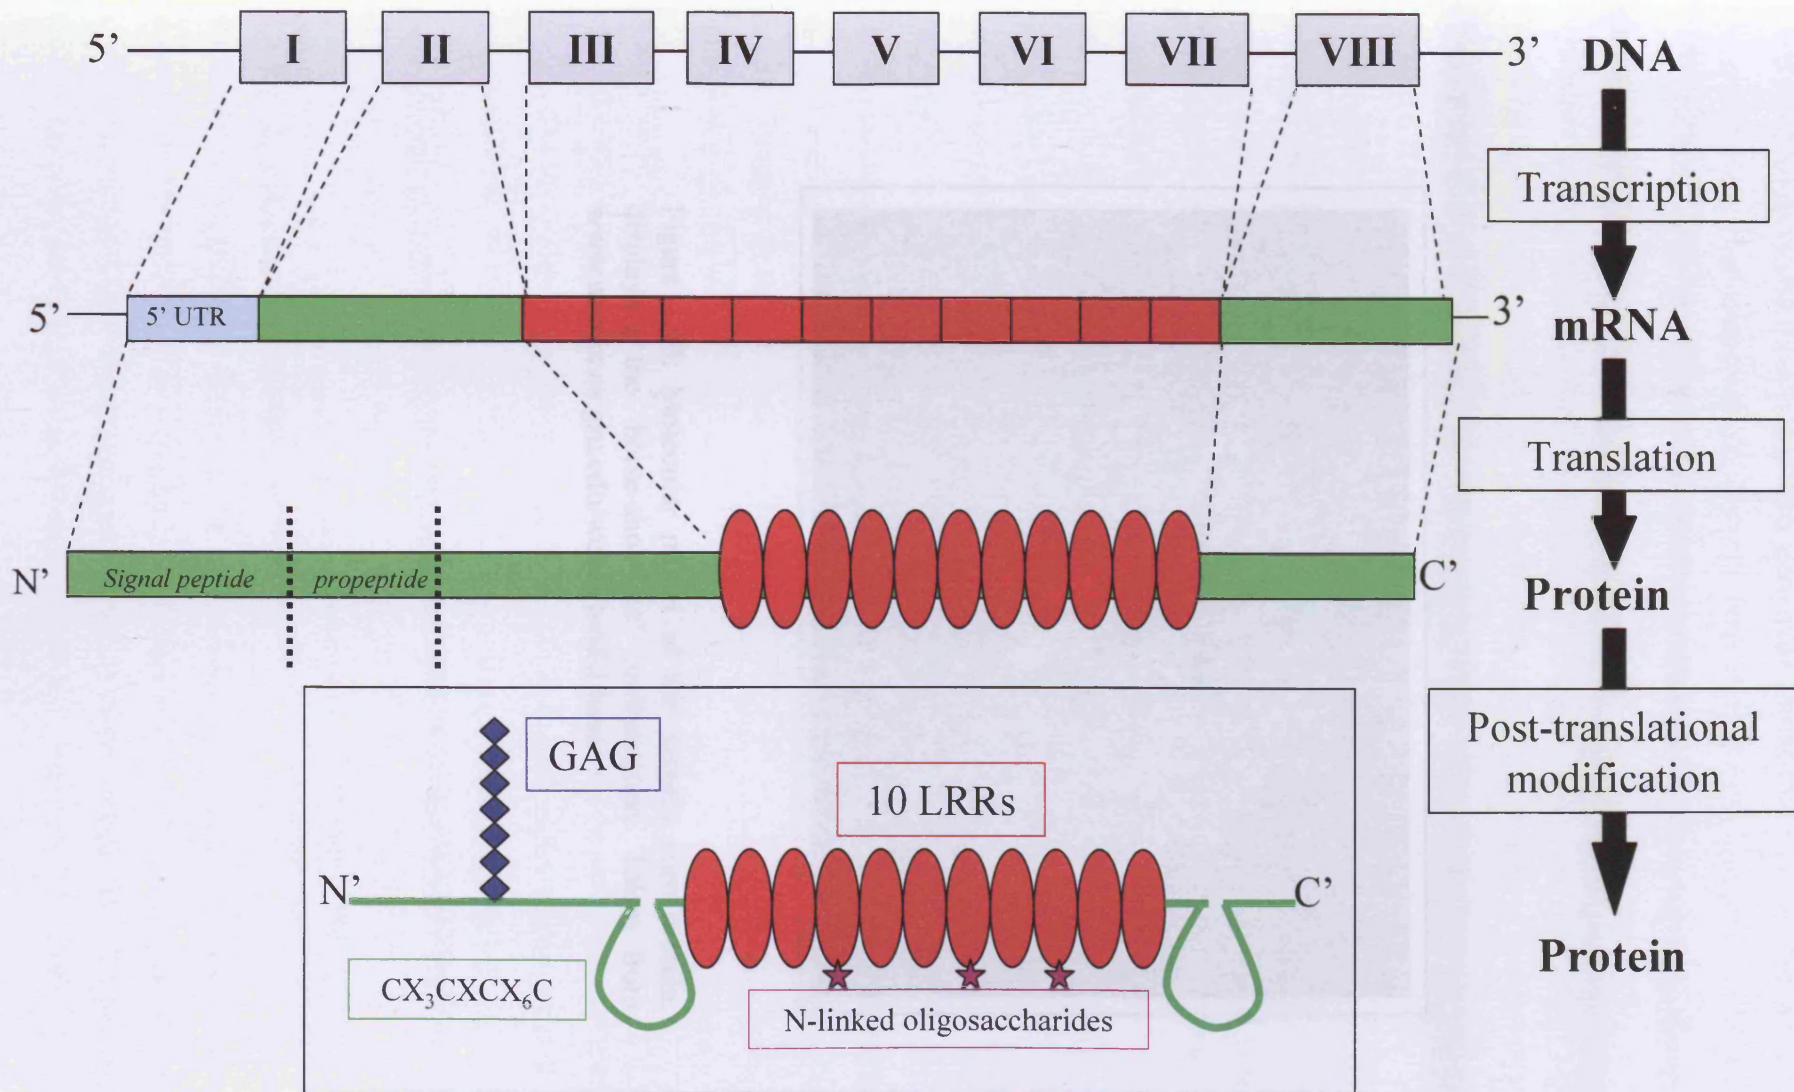 5’ I II III IV V VI VII VIII 3’ DNA
Transcription
5’ 5’ UTR 3’ mRNA
Translation
N’ Signal peptide propeptide C’ Protein
Post-translational
modification
GAG
10 LRRs
N’ C’
CX₃CXCX₆C
N-linked oligosaccharides
Protein